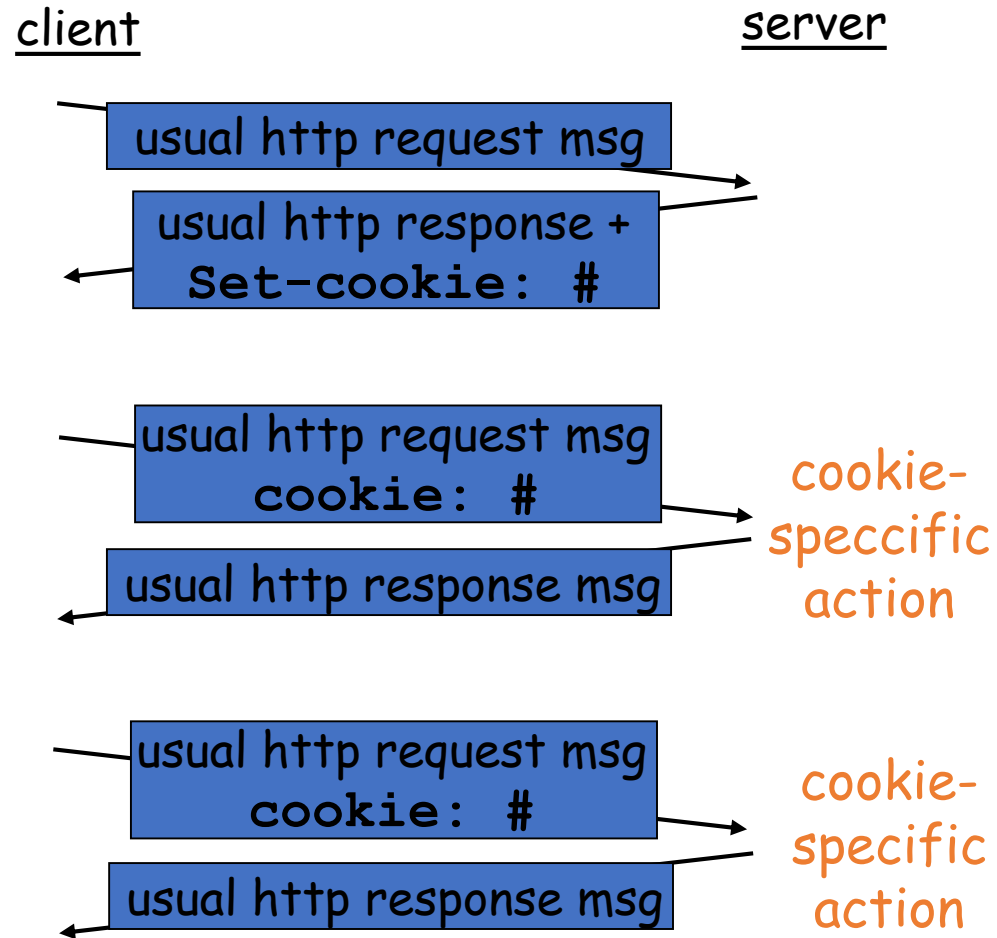 client
server
usual http request msg
usual http response +
Set-cookie: #
usual http request msg
cookie: #
cookie-
speccific
action
usual http response msg
usual http request msg
cookie: #
cookie-
specific
action
usual http response msg